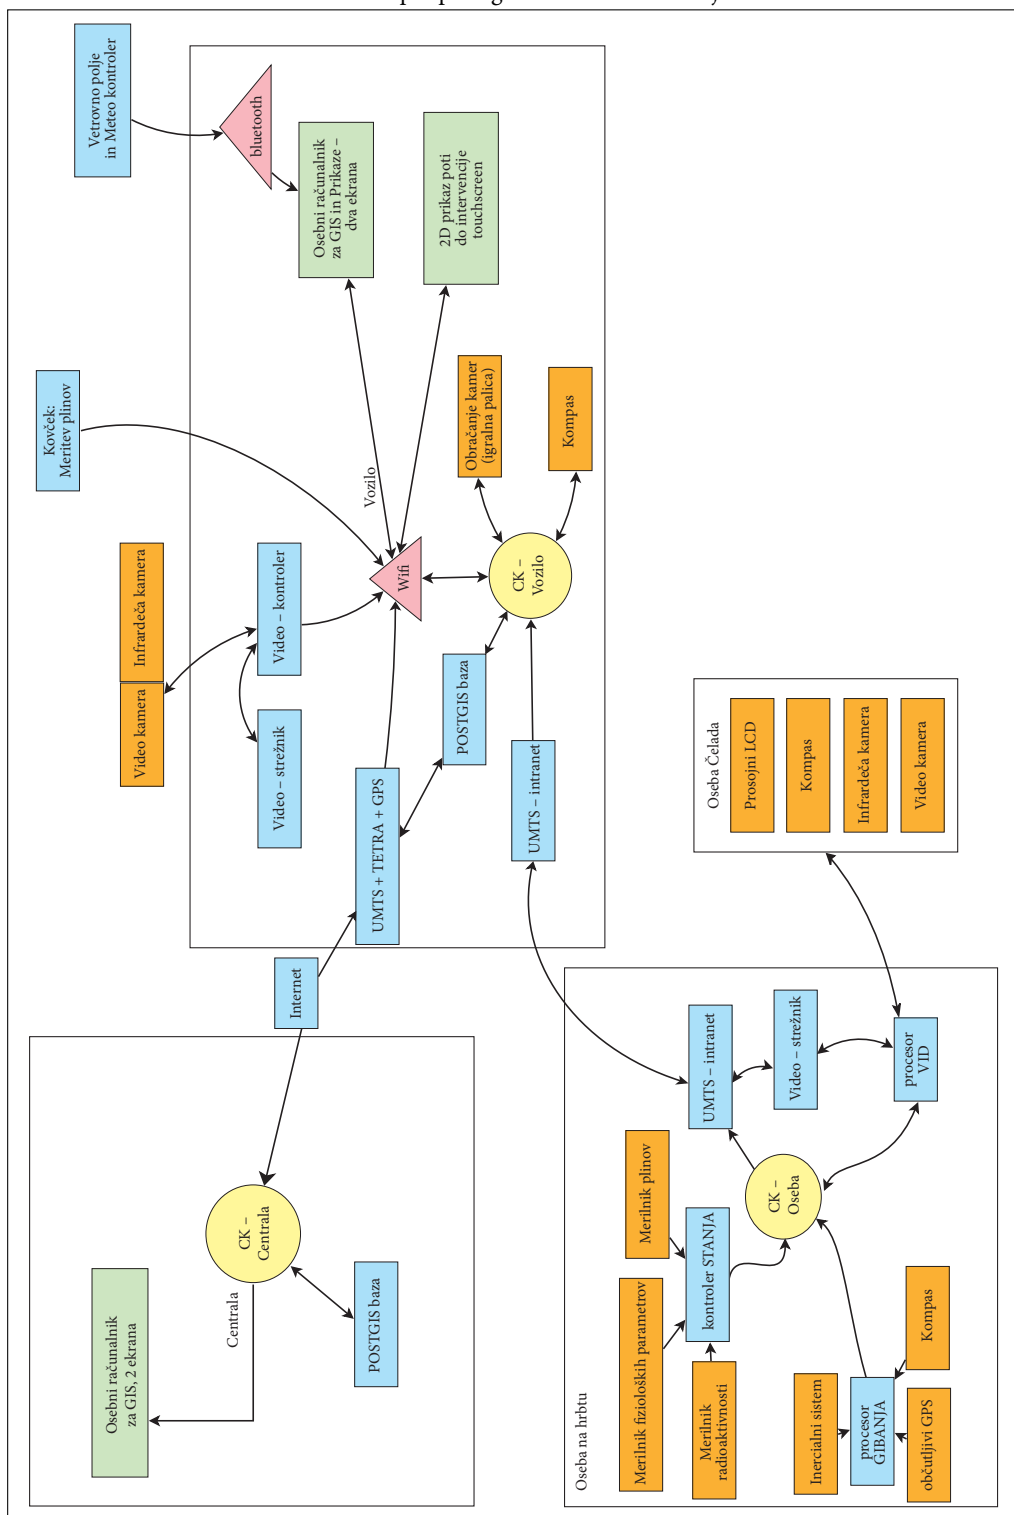 Vetrovno polje
in Meteo kontroler
bluetooth
Osebni računalnik
za GIS in Prikaze –
dva ekrana
2D prikaz poti
do intervencije
touchscreen
Kovček:
Meritev plinov
Vozilo
Obračanje kamer
(igralna palica)
Kompas
Infrardeča kamera
Video kamera
Video – kontroler
Video – strežnik
Wifi
CK –
Vozilo
POSTGIS baza
UMTS + TETRA + GPS
UMTS – intranet
Internet
Oseba Čelada
Prosojni LCD
Kompas
Infrardeča kamera
Video kamera
CK –
Centrala
Centrala
Osebni računalnik
za GIS, 2 ekrana
POSTGIS baza
UMTS – intranet
Video – strežnik
procesor
VID
Merilnik plinov
CK –
Oseba
kontroler STANJA
Merilnik fizioloških parametrov
Merilnik
radioaktivnosti
Oseba na hrbtu
Inercialni sistem
procesor
GIBANJA
Kompas
občutljivi GPS